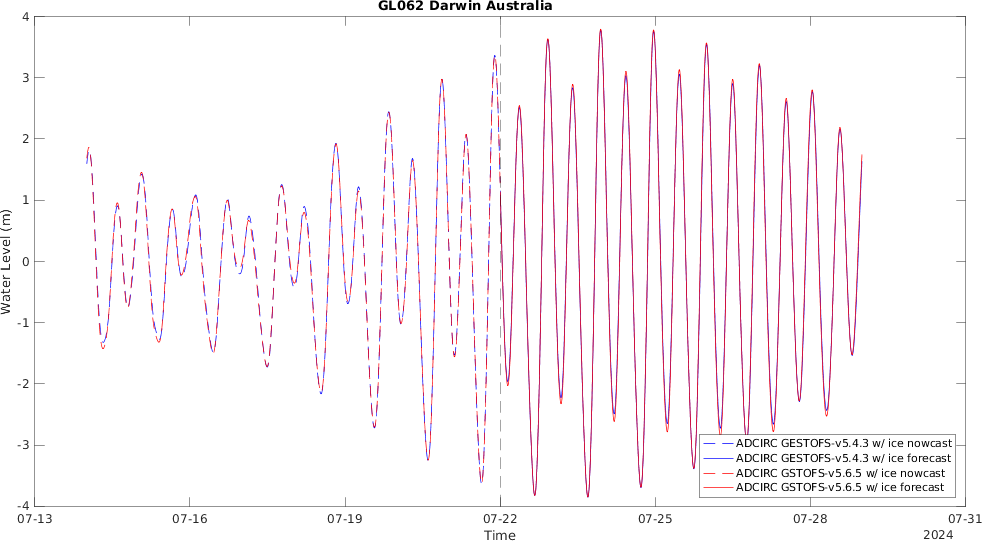 GL062 Darwin Australia
4
3
2
1
0
-1
-2
-3
-4
Water Level (m)
07-13
07-16
07-19
07-22
07-25
07-28
07-31
Time
2024
ADCIRC GESTOFS-v5.4.3 w/ ice nowcast
ADCIRC GESTOFS-v5.4.3 w/ ice forecast
ADCIRC GSTOFS-v5.6.5 w/ ice nowcast
ADCIRC GSTOFS-v5.6.5 w/ ice forecast